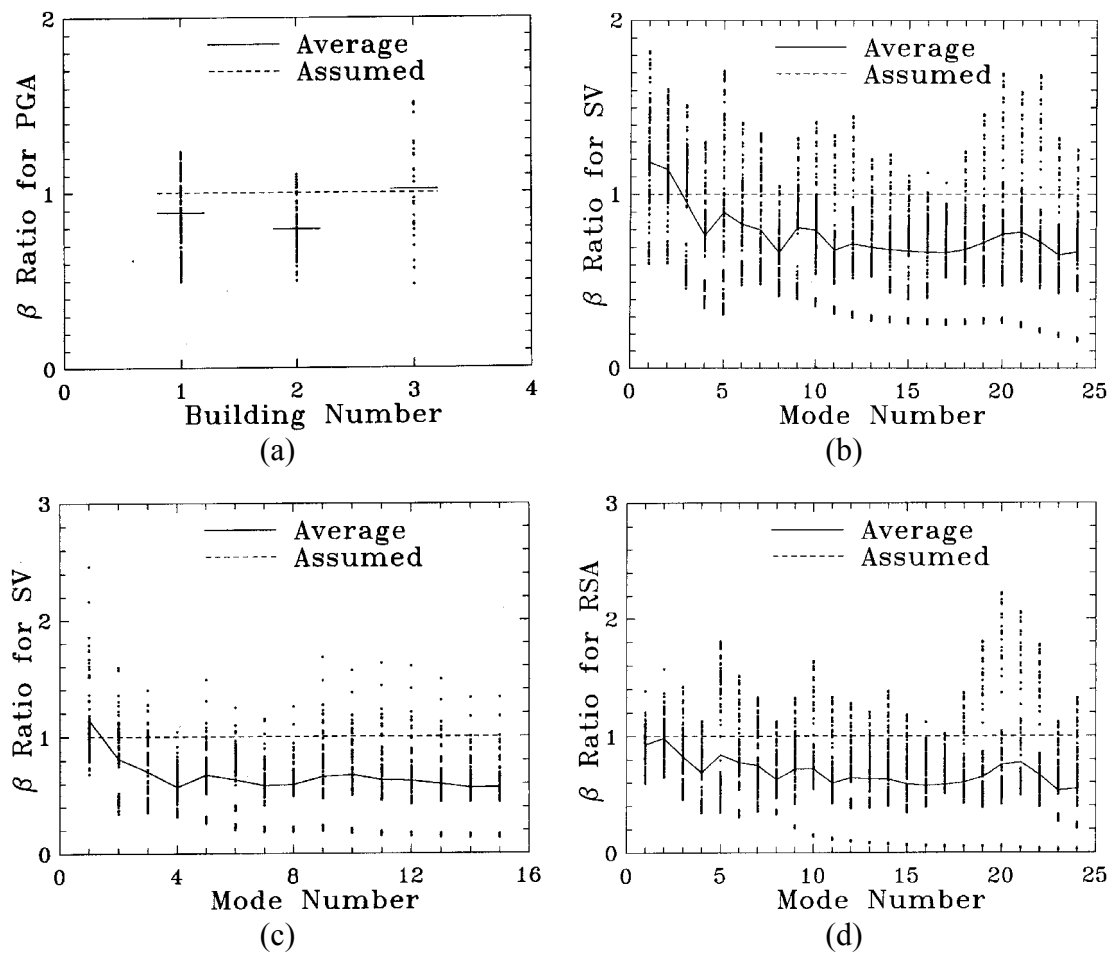 2
1
0
β Ratio for PGA
Average
Assumed
0 1 2 3 4
Building Number
(a)
2
1
0
β Ratio for SV
Average
Assumed
0 5 10 15 20 25
Mode Number
(b)
3
2
1
0
β Ratio for SV
Average
Assumed
0 4 8 12 16
Mode Number
(c)
3
2
1
0
β Ratio for RSA
Average
Assumed
0 5 10 15 20 25
Mode Number
(d)